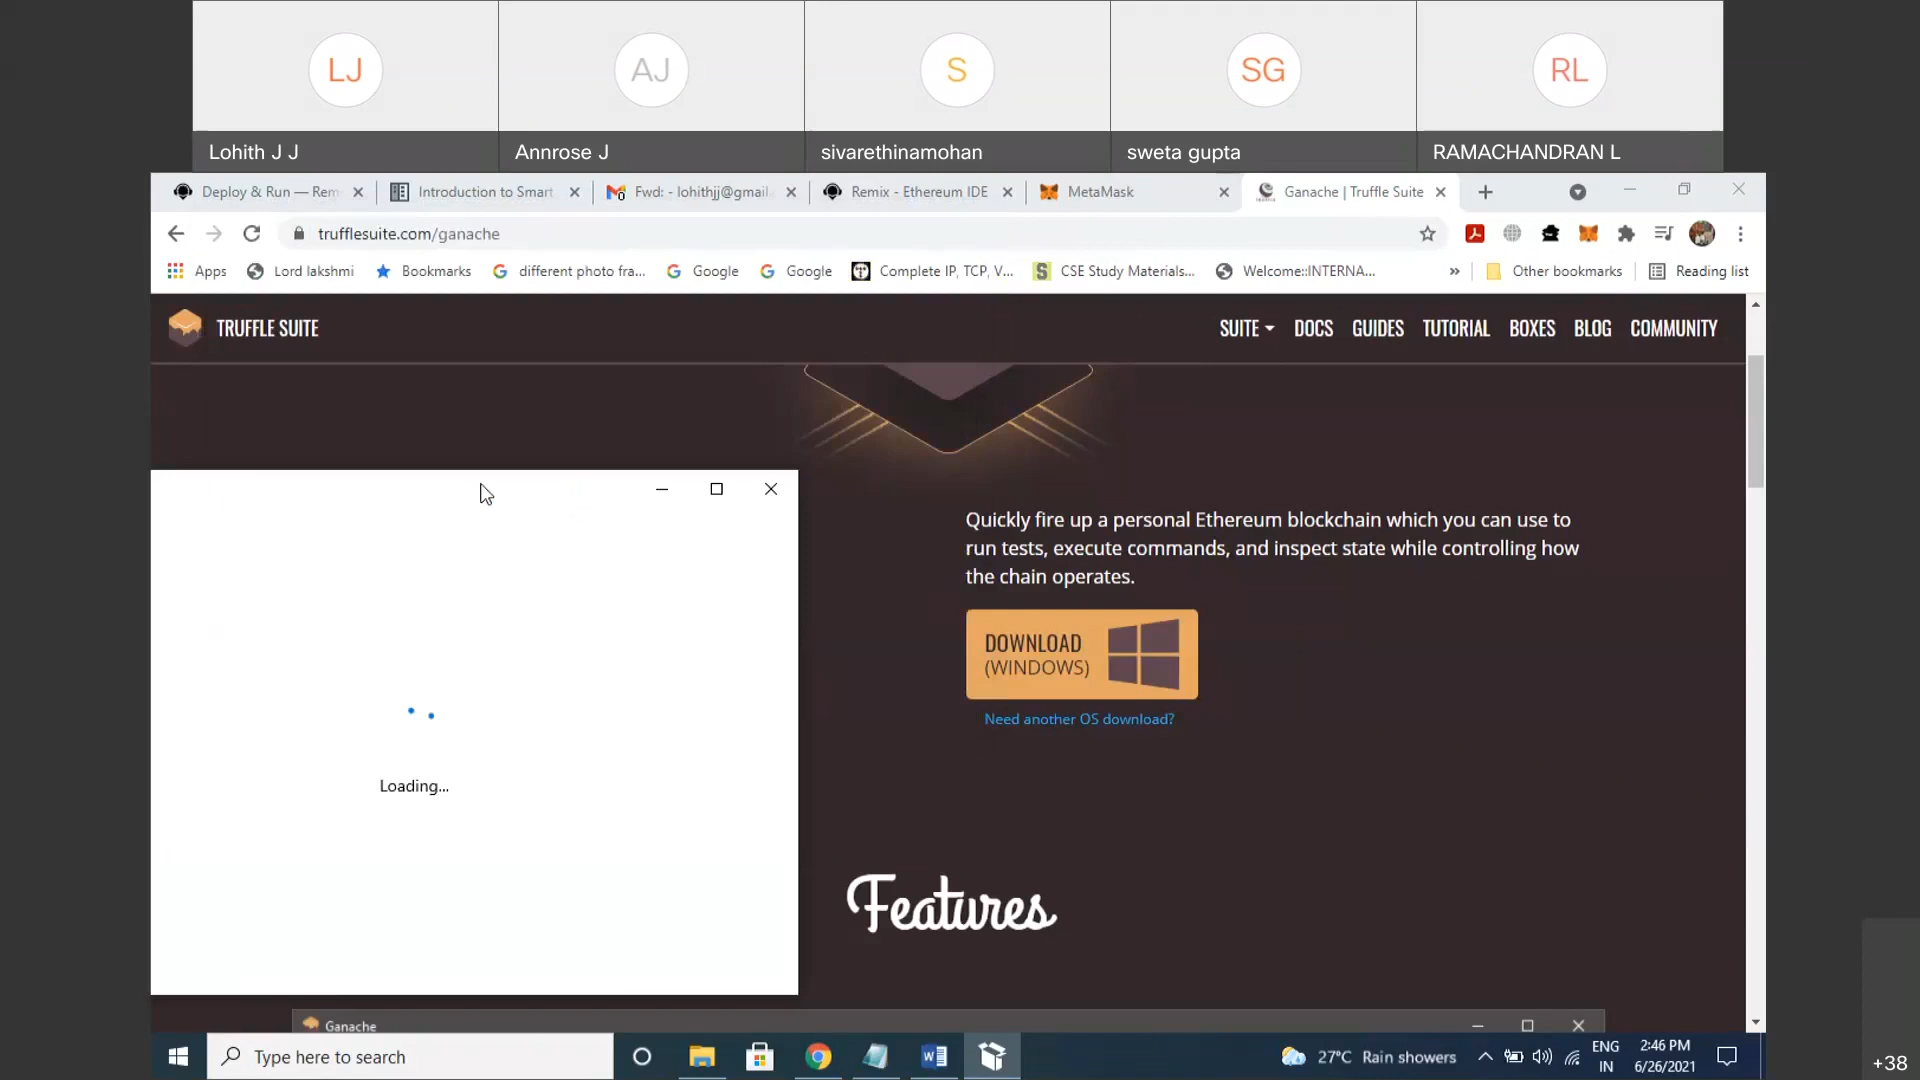 LJ
AJ
S
SG
RL
Lohith J J
Annrose J
sivarethinamohan
sweta gupta
RAMACHANDRAN L
Deploy & Run — Rem
Introduction to Smart
Fwd: - lohithjj@gmail.
Remix - Ethereum IDE
MetaMask
Ganache | Truffle Suite
trufflesuite.com/ganache
Apps
Lord lakshmi
Bookmarks
different photo fra...
Google
Google
Complete IP, TCP, V...
CSE Study Materials...
Welcome::INTERNA...
»
Other bookmarks
Reading list
TRUFFLE SUITE
SUITE
DOCS
GUIDES
TUTORIAL
BOXES
BLOG
COMMUNITY
Quickly fire up a personal Ethereum blockchain which you can use to
run tests, execute commands, and inspect state while controlling how
the chain operates.
DOWNLOAD
(WINDOWS)
Need another OS download?
Loading...
Features
Ganache
Type here to search
27°C Rain showers
ENG
IN
2:46 PM
6/26/2021
+38